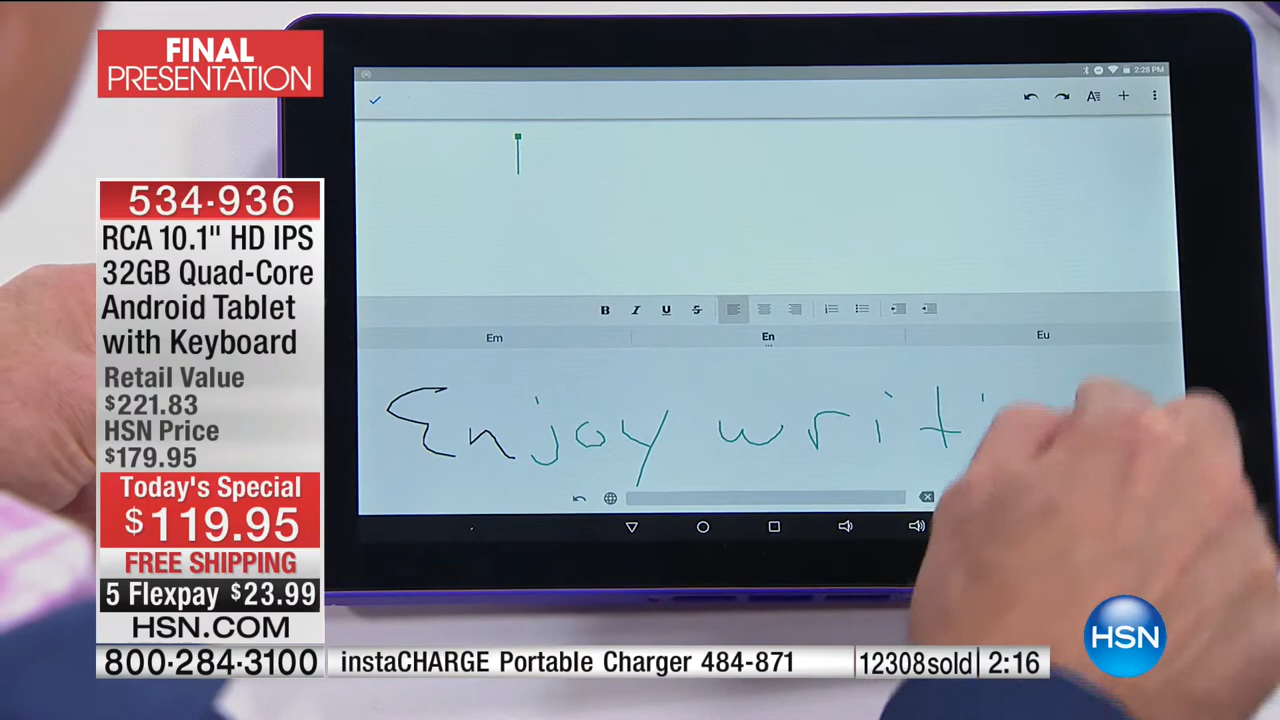 FINAL
PRESENTATION
534-936
RCA 10.1" HD IPS
32GB Quad-Core
Android Tablet
with Keyboard
Retail Value
$221.83
HSN Price
$179.95
Today's Special
$119.95
FREE SHIPPING
5 Flexpay $23.99
HSN.COM
800-284-3100
2:28 PM
A
B I U S
Em En Eu
Enjoy writi
HSN
instaCHARGE Portable Charger 484-871
12308sold 2:16